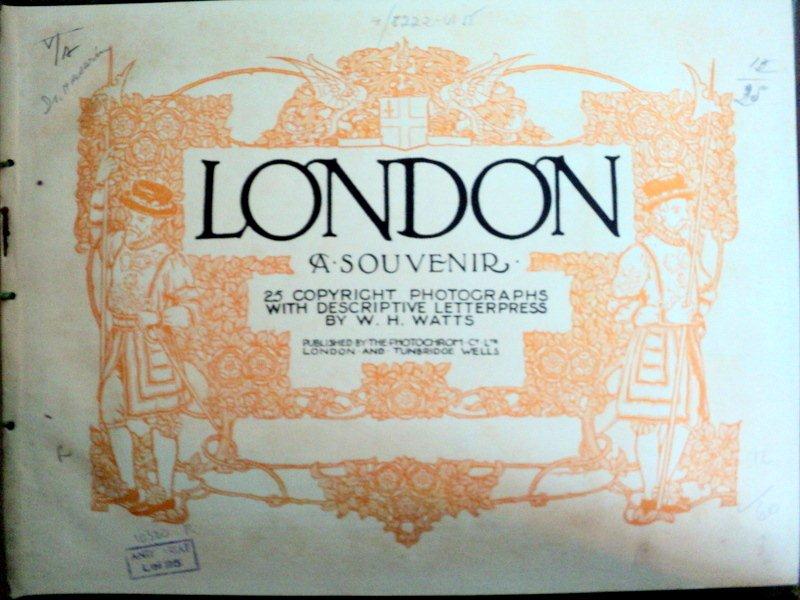 V/A
LONDON
A·SOUVENIR·
25 COPYRIGHT PHOTOGRAPHS
WITH DESCRIPTIVE LETTERPRESS
BY W. H. WATTS
PUBLISHED BY THE PHOTOCHROM·Cº. LTD
LONDON·AND·TUNBRIDGE WELLS